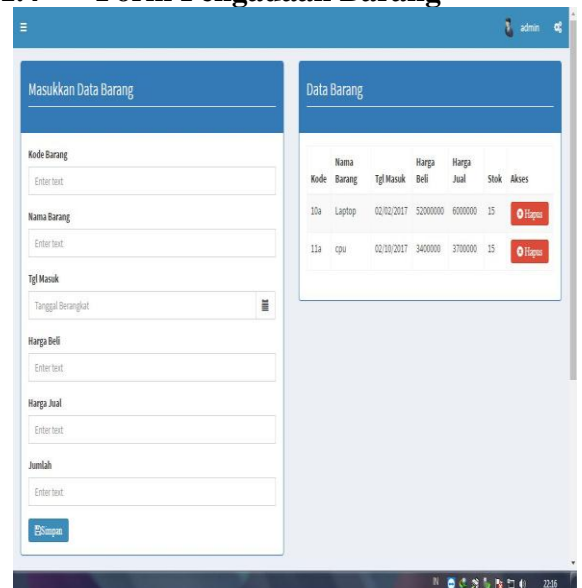 Form Pengadaan Barang
admin
Masukkan Data Barang
Kode Barang
Enter text
Nama Barang
Enter text
Tgl Masuk
Tanggal Berangkat
Harga Beli
Enter text
Harga Jual
Enter text
Jumlah
Enter text
Simpan
Data Barang
Kode Nama Barang Tgl Masuk Harga Beli Harga Jual Stok Akses
10a Laptop 02/02/2017 52000000 6000000 15 Hapus
11a cpu 02/10/2017 3400000 3700000 15 Hapus
IN 22:16